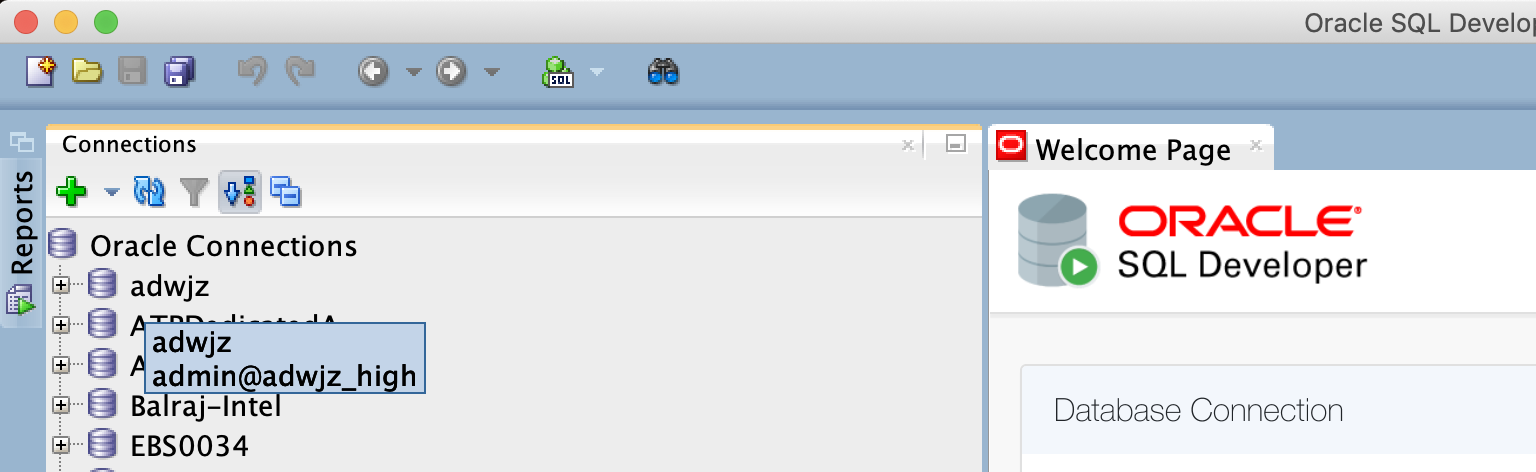 Oracle SQL Develop
SQL
Connections
Welcome Page
Reports
ORACLE
SQL Developer
Oracle Connections
adwjz
adwjz
admin@adwjz_high
Balraj-Intel
EBS0034
Database Connection